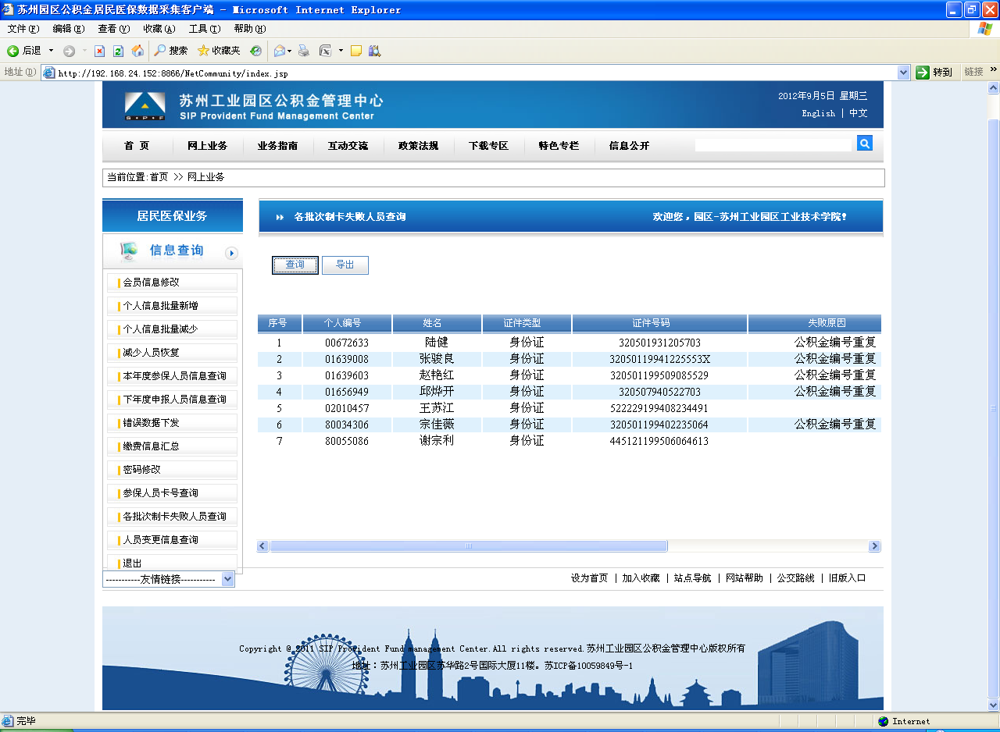 苏州园区公积金居民医保数据采集客户端 - Microsoft Internet Explorer
文件(F) 编辑(E) 查看(V) 收藏(A) 工具(T) 帮助(H)
后退 搜索 收藏夹
地址(D) http://192.168.24.152:8866/NetCommunity/index.jsp 转到 链接 »
苏州工业园区公积金管理中心 2012年9月5日 星期三
S·P·F SIP Provident Fund Management Center English | 中文
首 页 网上业务 业务指南 互动交流 政策法规 下载专区 特色专栏 信息公开
当前位置:首页 >> 网上业务
居民医保业务
各批次制卡失败人员查询 欢迎您，园区-苏州工业园区工业技术学院!
信息查询
查询 导出
会员信息修改
个人信息批量新增
个人信息批量减少
减少人员恢复
本年度参保人员信息查询
下年度申报人员信息查询
错误数据下发
缴费信息汇总
密码修改
参保人员卡号查询
各批次制卡失败人员查询
人员变更信息查询
退出
序号 个人编号 姓名 证件类型 证件号码 失败原因
1 00672633 陆健 身份证 320501931205703 公积金编号重复
2 01639008 张骏良 身份证 32050119941225553X 公积金编号重复
3 01639603 赵艳红 身份证 320501199509085529 公积金编号重复
4 01656949 邱烨开 身份证 320507940522703 公积金编号重复
5 02010457 王苏江 身份证 522229199408234491
6 80034306 宗佳薇 身份证 320501199402235064 公积金编号重复
7 80055086 谢宗利 身份证 445121199506064613
-----------友情链接-----------
设为首页 | 加入收藏 | 站点导航 | 网站帮助 | 公交路线 | 旧版入口
Copyright @ 2011 SIP Provident Fund management Center.All rights reserved.苏州工业园区公积金管理中心版权所有
地址：苏州工业园区苏华路2号国际大厦11楼。苏ICP备10059849号-1
完毕 Internet